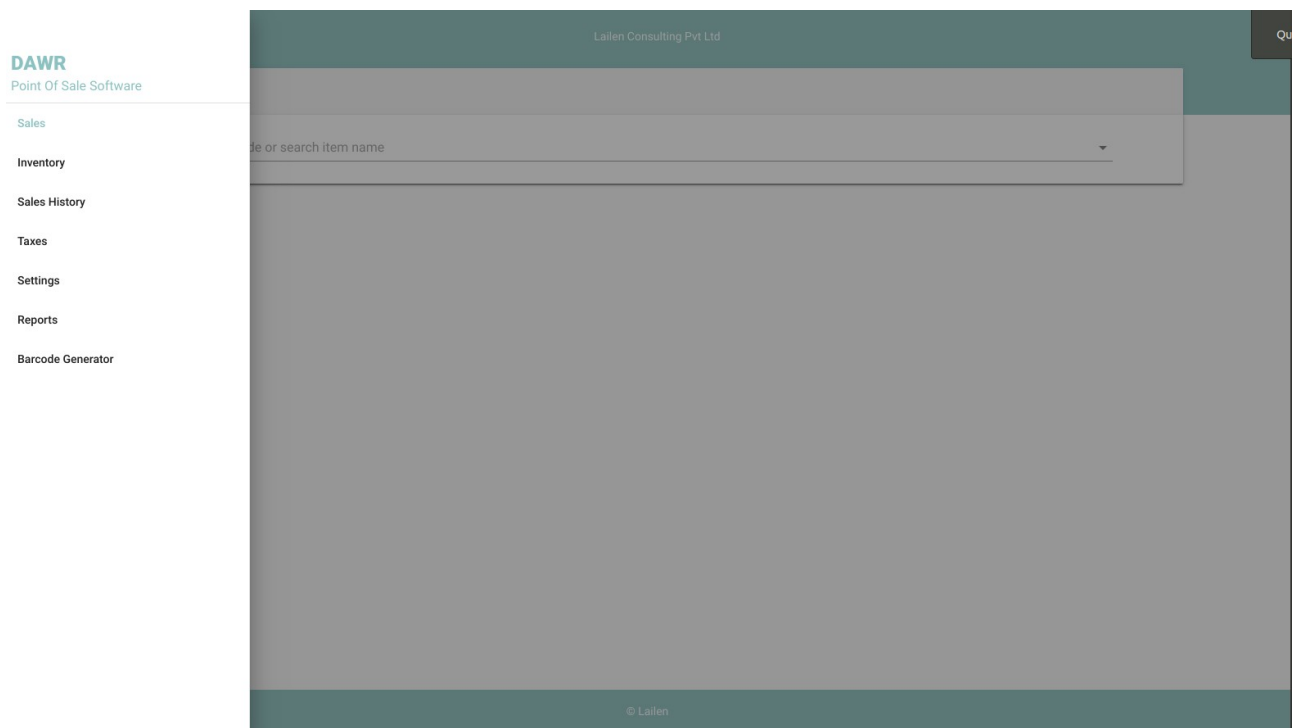 DAWR
Point Of Sale Software
Sales
Inventory
Sales History
Taxes
Settings
Reports
Barcode Generator
Lailen Consulting Pvt Ltd
Qu
de or search item name
© Lailen